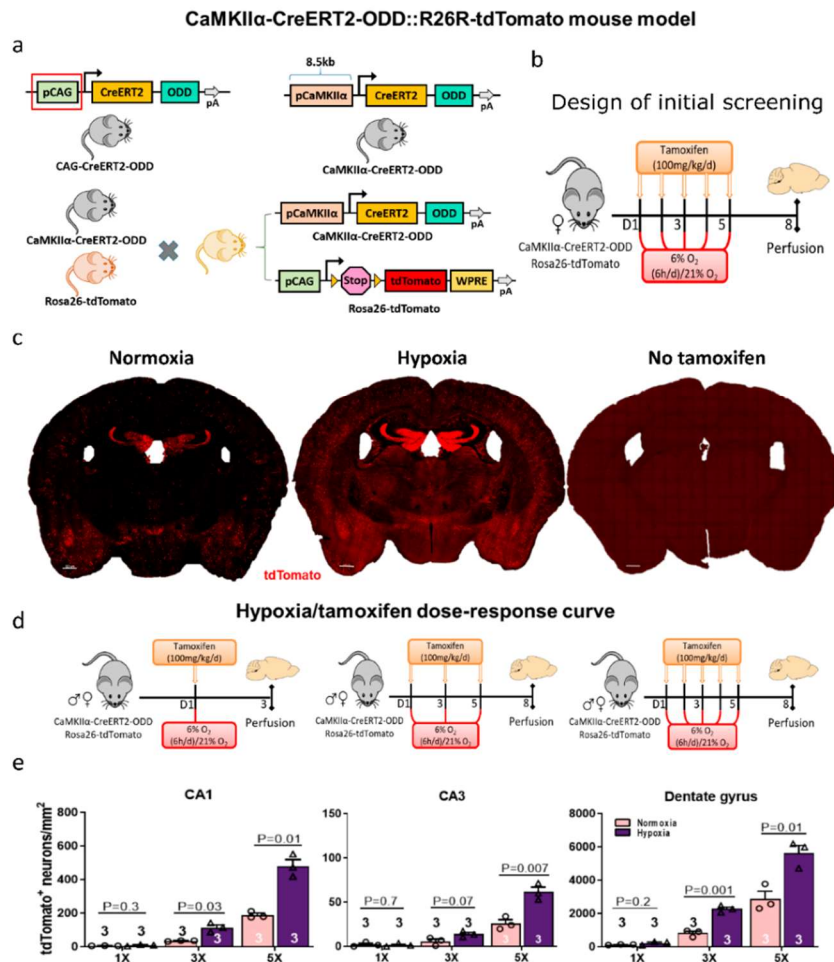 CaMKIIα-CreERT2-ODD::R26R-tdTomato mouse model
a
pCAG
CreERT2
ODD
pA
CAG-CreERT2-ODD
8.5kb
pCaMKIIα
CreERT2
ODD
pA
CaMKIIα-CreERT2-ODD
CaMKIIα-CreERT2-ODD
Rosa26-tdTomato
pCaMKIIα
CreERT2
ODD
pA
CaMKIIα-CreERT2-ODD
pCAG
Stop
tdTomato
WPRE
pA
Rosa26-tdTomato
b
Design of initial screening
Tamoxifen
(100mg/kg/d)
♀
D1
3
5
8
CaMKIIα-CreERT2-ODD
Rosa26-tdTomato
6% O₂
(6h/d)/21% O₂
Perfusion
c
Normoxia
Hypoxia
No tamoxifen
tdTomato
Hypoxia/tamoxifen dose-response curve
d
Tamoxifen
(100mg/kg/d)
♂♀
D1
3
CaMKIIα-CreERT2-ODD
Rosa26-tdTomato
6% O₂
(6h/d)/21% O₂
Perfusion
Tamoxifen
(100mg/kg/d)
♂♀
D1
3
5
8
CaMKIIα-CreERT2-ODD
Rosa26-tdTomato
6% O₂
(6h/d)/21% O₂
Perfusion
Tamoxifen
(100mg/kg/d)
♂♀
D1
3
5
8
CaMKIIα-CreERT2-ODD
Rosa26-tdTomato
6% O₂
(6h/d)/21% O₂
Perfusion
e
CA1
tdTomato⁺ neurons/mm²
800
600
400
200
0
P=0.3
P=0.03
P=0.01
3 3 3 3 3 3
1X 3X 5X
CA3
150
100
50
0
P=0.7
P=0.07
P=0.007
3 3 3 3 3 3
1X 3X 5X
Dentate gyrus
Normoxia
Hypoxia
8000
6000
4000
2000
0
P=0.2
P=0.001
P=0.01
3 3 3 3 3 3
1X 3X 5X